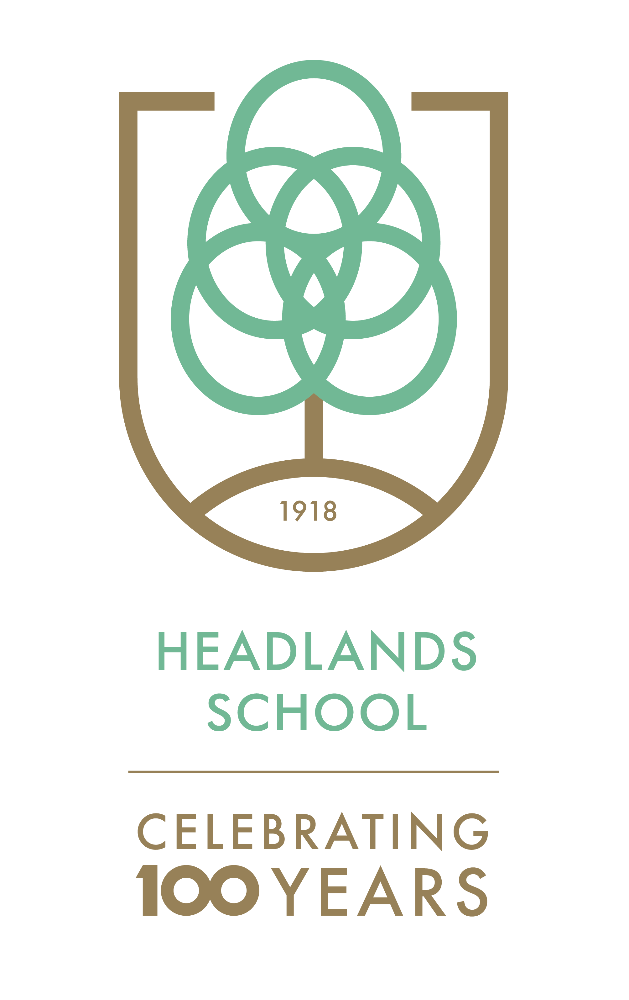 1918
HEADLANDS
SCHOOL
CELEBRATING
100 YEARS